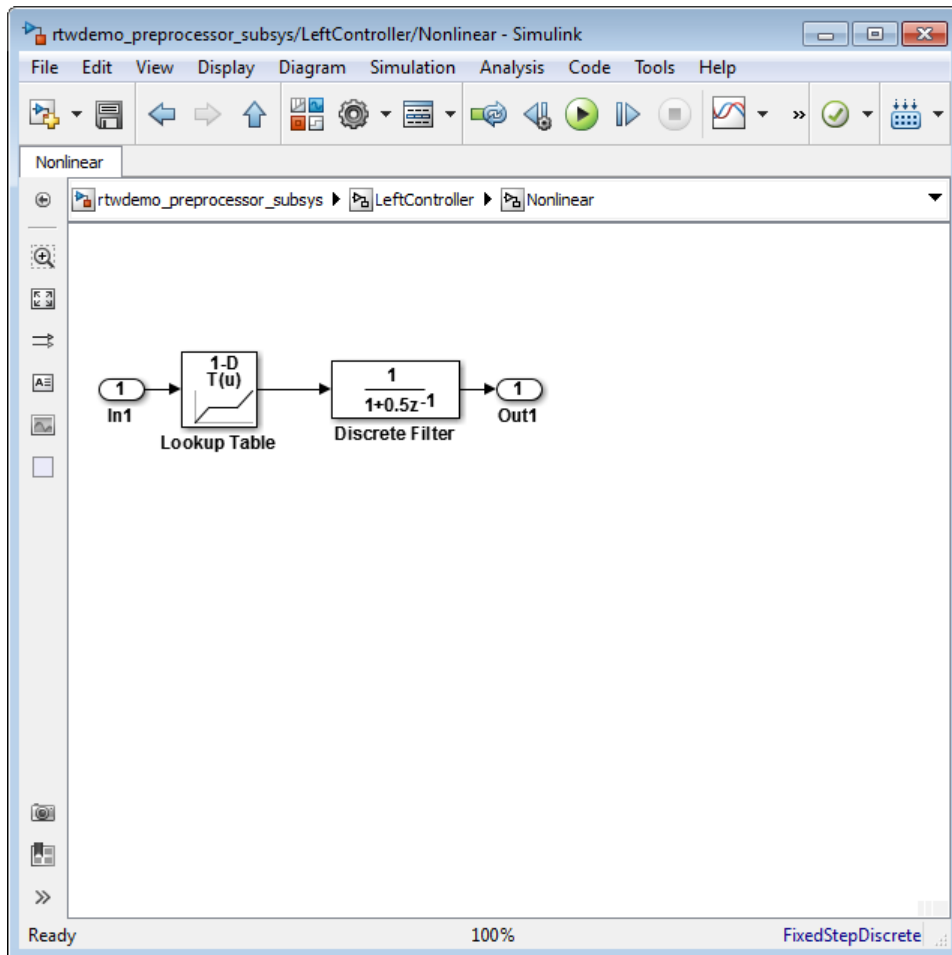 rtwdemo_preprocessor_subsys/LeftController/Nonlinear - Simulink
File Edit View Display Diagram Simulation Analysis Code Tools Help
»
Nonlinear
rtwdemo_preprocessor_subsys LeftController Nonlinear
1
In1
1-D
T(u)
Lookup Table
1
1+0.5z-1
Discrete Filter
1
Out1
Ready 100% FixedStepDiscrete